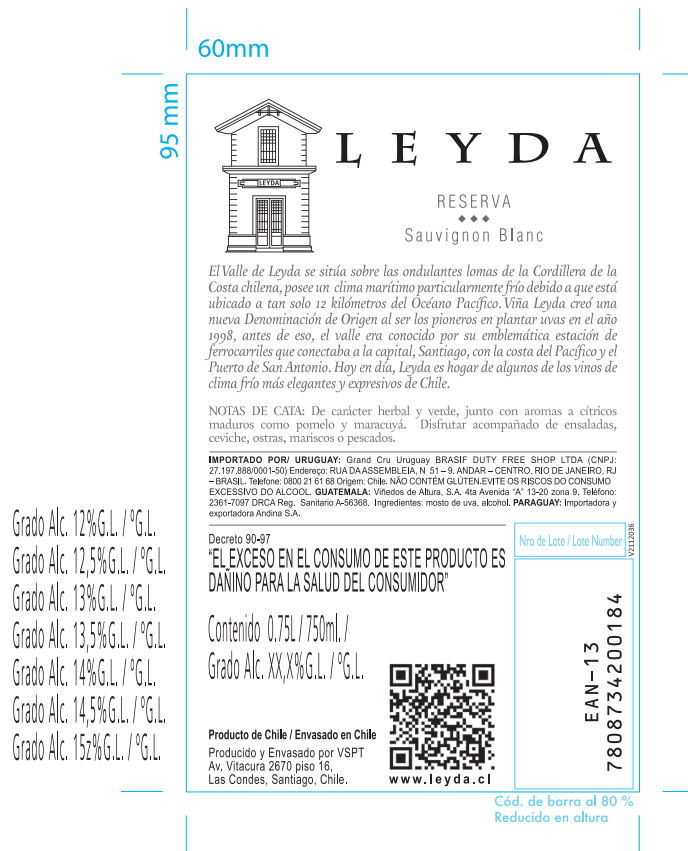 60mm
95 mm
LEYDA
LEYDA
RESERVA
Sauvignon Blanc
El Valle de Leyda se sitúa sobre las ondulantes lomas de la Cordillera de la
Costa chilena, posee un clima marítimo particularmente frío debido a que está
ubicado a tan solo 12 kilómetros del Océano Pacífico. Viña Leyda creó una
nueva Denominación de Origen al ser los pioneros en plantar uvas en el año
1998, antes de eso, el valle era conocido por su emblemática estación de
ferrocarriles que conectaba a la capital, Santiago, con la costa del Pacífico y el
Puerto de San Antonio. Hoy en día, Leyda es hogar de algunos de los vinos de
clima frío más elegantes y expresivos de Chile.
NOTAS DE CATA: De carácter herbal y verde, junto con aromas a cítricos
maduros como pomelo y maracuyá. Disfrutar acompañado de ensaladas,
ceviche, ostras, mariscos o pescados.
IMPORTADO POR/ URUGUAY: Grand Cru Uruguay BRASIF DUTY FREE SHOP LTDA (CNPJ:
27.197.888/0001-50) Endereço: RUA DA ASSEMBLEIA, N 51 – 9. ANDAR – CENTRO. RIO DE JANEIRO, RJ
– BRASIL. Telefone: 0800 21 61 68 Origem: Chile. NÃO CONTÉM GLÚTEN.EVITE OS RISCOS DO CONSUMO
EXCESSIVO DO ALCOOL. GUATEMALA: Viñedos de Altura, S.A. 4ta Avenida “A” 13-20 zona 9. Teléfono:
2361-7097 DRCA Reg. Sanitario A-56368. Ingredientes: mosto de uva, alcohol. PARAGUAY: Importadora y
exportadora Andina S.A.
Decreto 90-97
“EL EXCESO EN EL CONSUMO DE ESTE PRODUCTO ES
DAÑINO PARA LA SALUD DEL CONSUMIDOR”
Contenido 0.75L / 750ml. /
Grado Alc. XX,X%G.L. / ºG.L.
Producto de Chile / Envasado en Chile
Producido y Envasado por VSPT
Av. Vitacura 2670 piso 16,
Las Condes, Santiago, Chile.
www.leyda.cl
Nro de Lote / Lote Number
V2112036
EAN-13
7808734200184
Cód. de barra al 80 %
Reducido en altura
Grado Alc. 12%G.L. / ºG.L.
Grado Alc. 12,5%G.L. / ºG.L.
Grado Alc. 13%G.L. / ºG.L.
Grado Alc. 13,5%G.L. / ºG.L.
Grado Alc. 14%G.L. / ºG.L.
Grado Alc. 14,5%G.L. / ºG.L.
Grado Alc. 15z%G.L. / ºG.L.